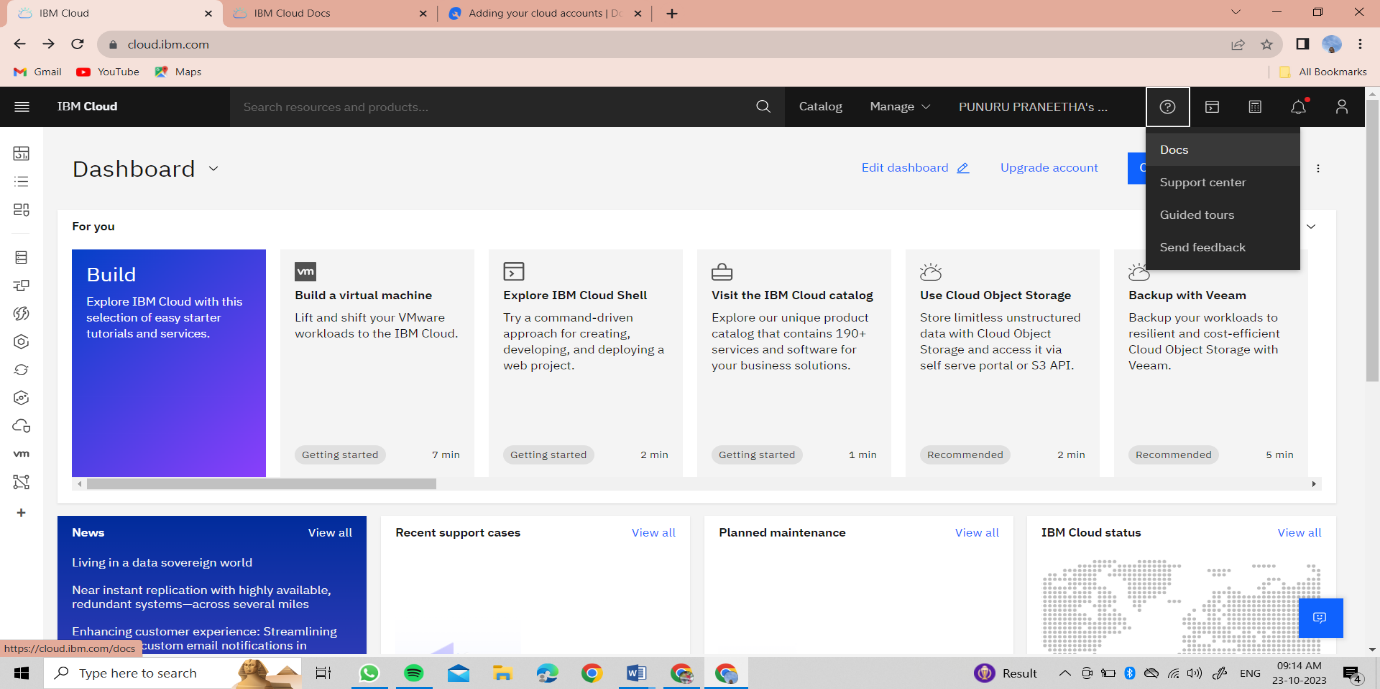 IBM Cloud
IBM Cloud Docs
Adding your cloud accounts | Do
cloud.ibm.com
Gmail
YouTube
Maps
All Bookmarks
IBM Cloud
Search resources and products...
Catalog
Manage
PUNURU PRANEETHA's ...
Docs
Support center
Guided tours
Send feedback
Dashboard
Edit dashboard
Upgrade account
For you
Build
Explore IBM Cloud with this
selection of easy starter
tutorials and services.
vm
Build a virtual machine
Lift and shift your VMware
workloads to the IBM Cloud.
Getting started
7 min
Explore IBM Cloud Shell
Try a command-driven
approach for creating,
developing, and deploying a
web project.
Getting started
2 min
Visit the IBM Cloud catalog
Explore our unique product
catalog that contains 190+
services and software for
your business solutions.
Getting started
1 min
Use Cloud Object Storage
Store limitless unstructured
data with Cloud Object
Storage and access it via
self serve portal or S3 API.
Recommended
2 min
Backup with Veeam
Backup your workloads to
resilient and cost-efficient
Cloud Object Storage with
Veeam.
Recommended
5 min
vm
News
View all
Living in a data sovereign world
Near instant replication with highly available,
redundant systems—across several miles
Enhancing customer experience: Streamlining
custom email notifications in
Recent support cases
View all
Planned maintenance
View all
IBM Cloud status
View all
https://cloud.ibm.com/docs
Type here to search
Result
ENG
09:14 AM
23-10-2023
4